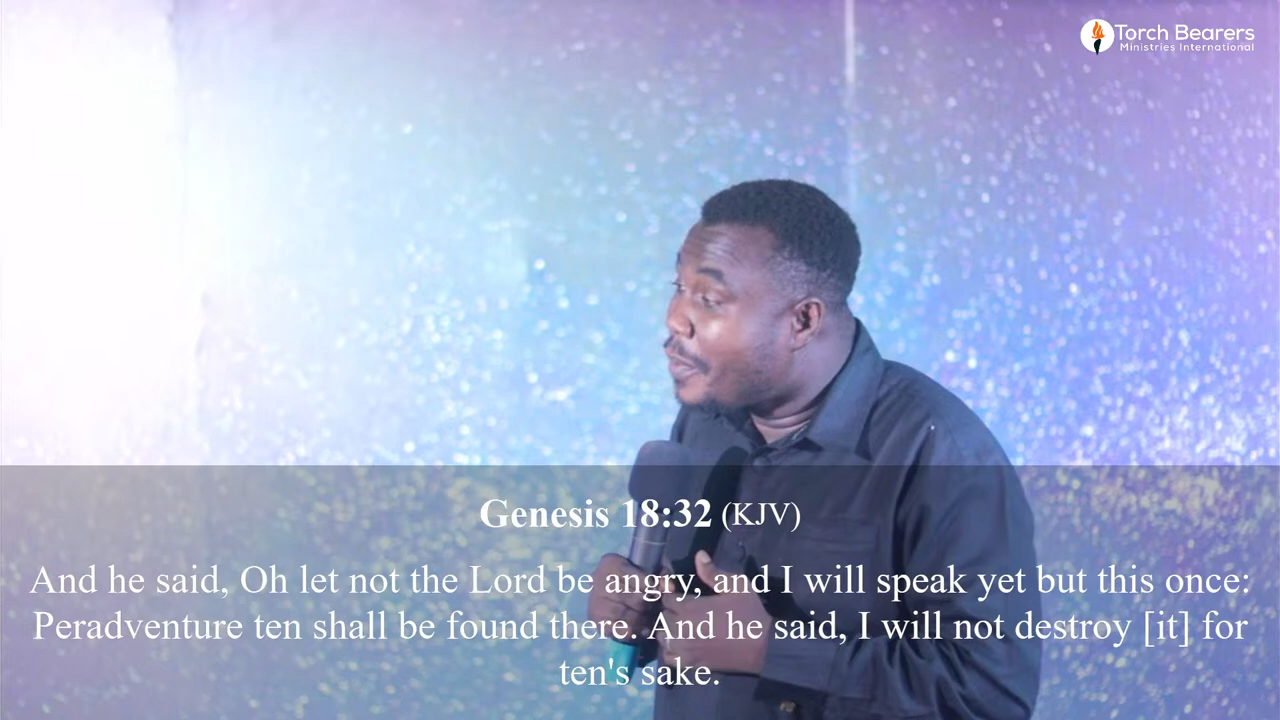 Torch Bearers
Ministries International
Genesis 18:32 (KJV)
And he said, Oh let not the Lord be angry, and I will speak yet but this once:
Peradventure ten shall be found there. And he said, I will not destroy [it] for
ten's sake.